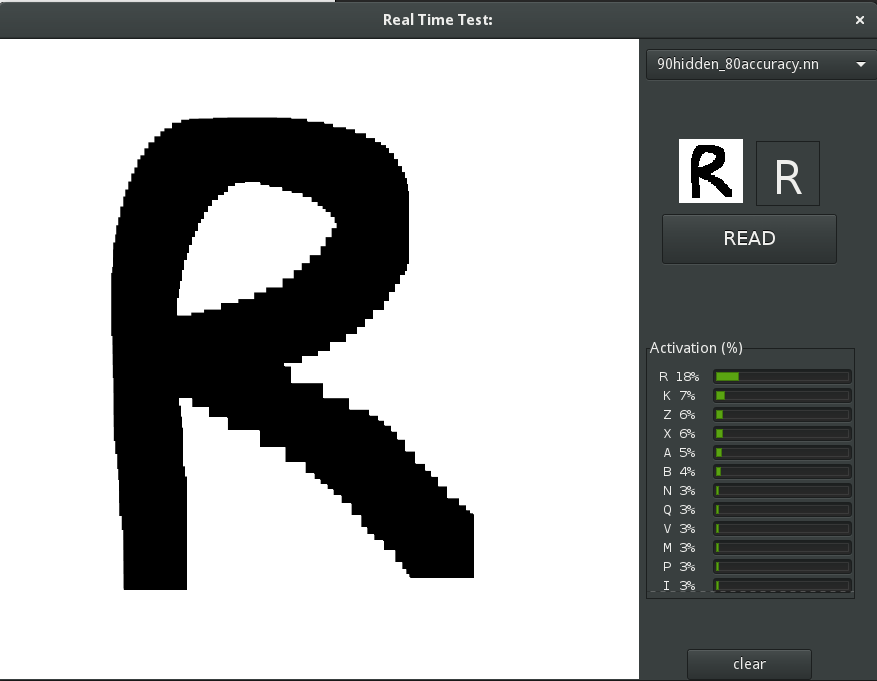 Real Time Test:
×
90hidden_80accuracy.nn
R
R R
READ
Activation (%)
R 18%
K 7%
Z 6%
X 6%
A 5%
B 4%
N 3%
Q 3%
V 3%
M 3%
P 3%
I 3%
clear